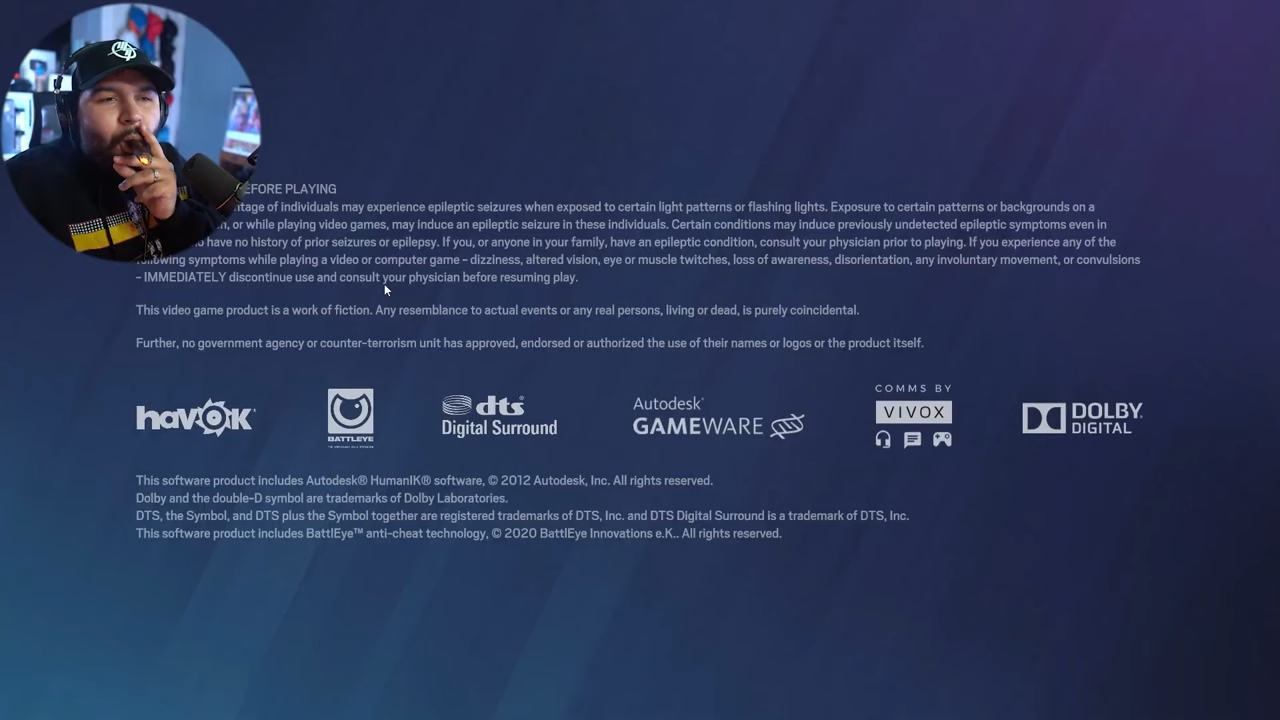 EFORE PLAYING
ntage of individuals may experience epileptic seizures when exposed to certain light patterns or flashing lights. Exposure to certain patterns or backgrounds on a
or while playing video games, may induce an epileptic seizure in these individuals. Certain conditions may induce previously undetected epileptic symptoms even in
have no history of prior seizures or epilepsy. If you, or anyone in your family, have an epileptic condition, consult your physician prior to playing. If you experience any of the
following symptoms while playing a video or computer game - dizziness, altered vision, eye or muscle twitches, loss of awareness, disorientation, any involuntary movement, or convulsions
- IMMEDIATELY discontinue use and consult your physician before resuming play.
This video game product is a work of fiction. Any resemblance to actual events or any real persons, living or dead, is purely coincidental.
Further, no government agency or counter-terrorism unit has approved, endorsed or authorized the use of their names or logos or the product itself.
havok
BATTLEYE
dts
Digital Surround
Autodesk®
GAMEWARE
COMMS BY
VIVOX
DOLBY
DIGITAL
This software product includes Autodesk® HumanIK® software, © 2012 Autodesk, Inc. All rights reserved.
Dolby and the double-D symbol are trademarks of Dolby Laboratories.
DTS, the Symbol, and DTS plus the Symbol together are registered trademarks of DTS, Inc. and DTS Digital Surround is a trademark of DTS, Inc.
This software product includes BattlEye™ anti-cheat technology, © 2020 BattlEye Innovations e.K.. All rights reserved.